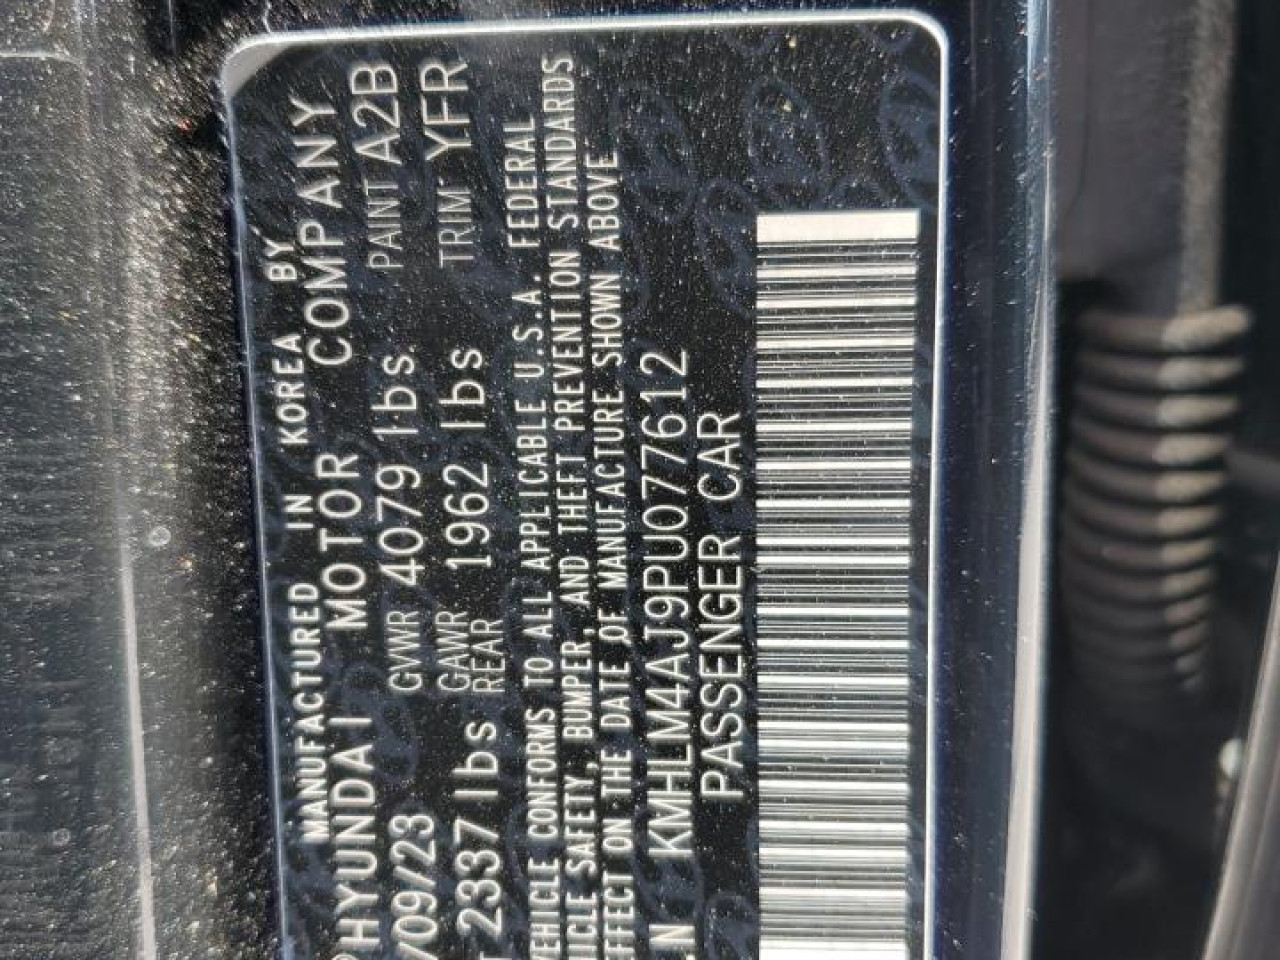 MANUFACTURED IN KOREA BY
HYUNDAI MOTOR COMPANY
/09/23 GVWR 4079 lbs. PAINT A2B
2337 lbs GAWR REAR 1962 lbs TRIM YFR
VEHICLE CONFORMS TO ALL APPLICABLE U.S.A. FEDERAL
SAFETY, BUMPER, AND THEFT PREVENTION STANDARDS
EFFECT ON THE DATE OF MANUFACTURE SHOWN ABOVE
.N KMHLM4AJ9PU077612
PASSENGER CAR